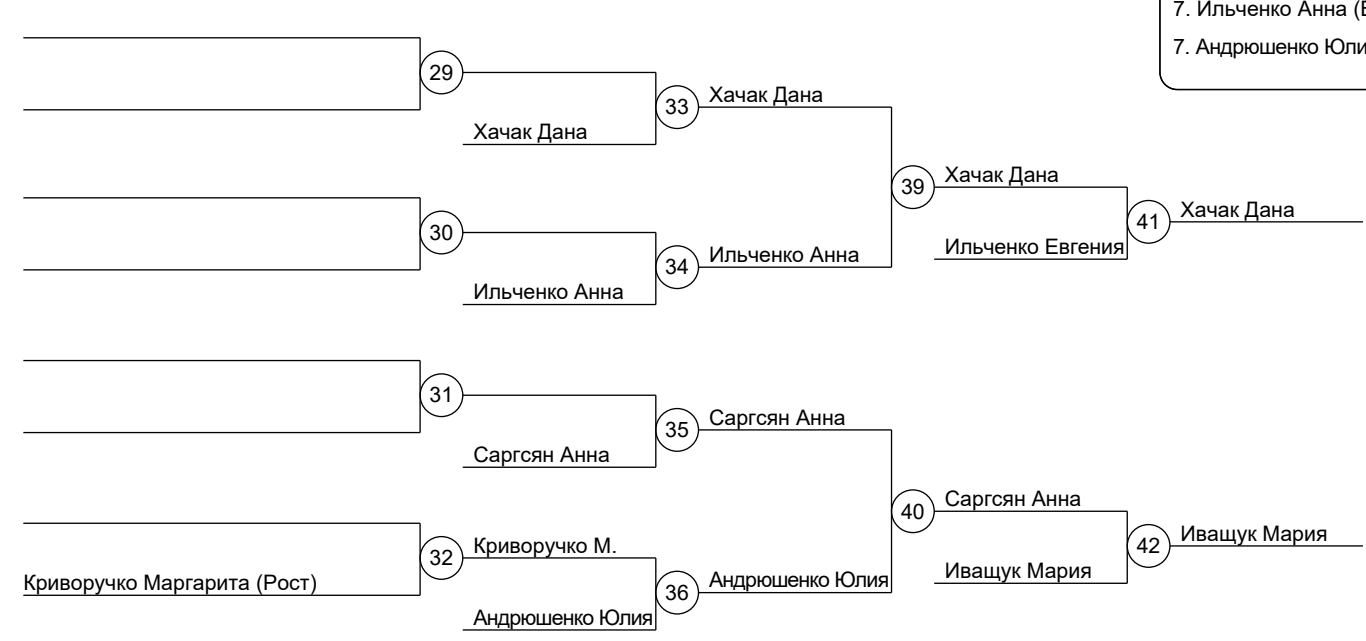 7. Ильченко Анна (
7. Андрюшенко Юли
29
33
Хачак Дана
Хачак Дана
39
Хачак Дана
41
Хачак Дана
30
34
Ильченко Анна
Ильченко Евгения
Ильченко Анна
31
35
Саргсян Анна
Саргсян Анна
40
Саргсян Анна
42
Иващук Мария
32
Криворучко М.
Иващук Мария
Криворучко Маргарита (Рост)
36
Андрюшенко Юлия
Андрюшенко Юлия